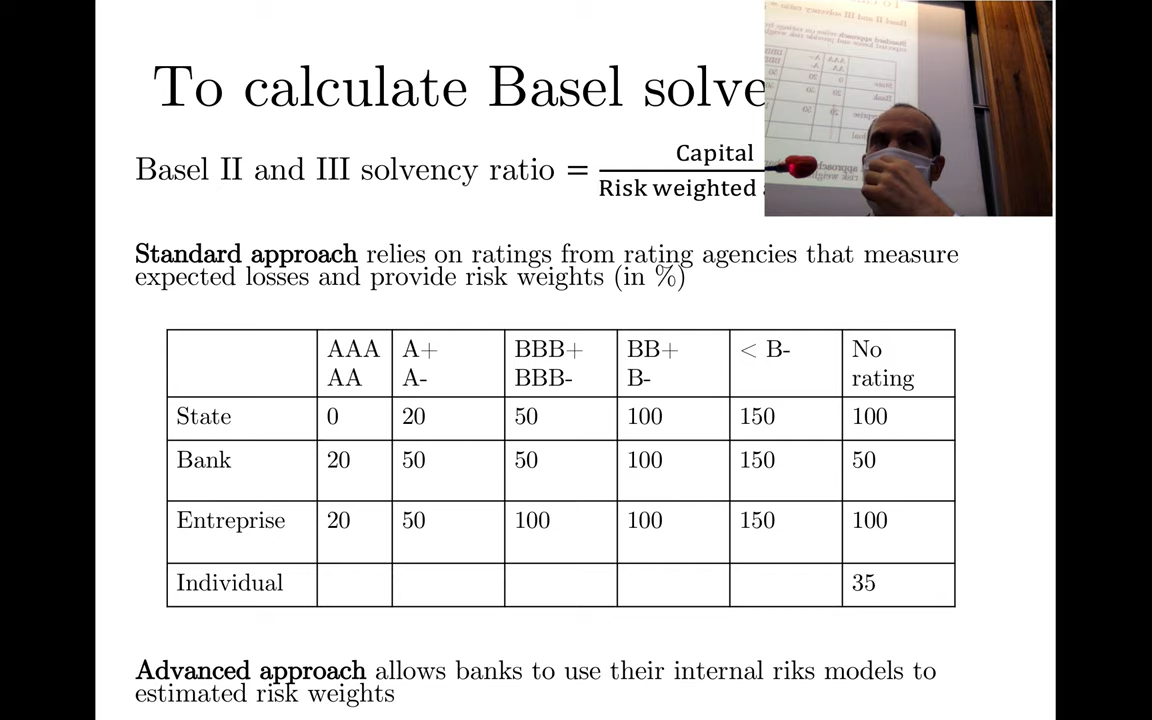 To calculate Basel
Basel II and III solvency ratio = Capital
Risk weighted
Standard approach relies on ratings from rating agencies that measure
expected losses and provide risk weights (in %)
AAA A+ BBB+ BB+ < B- No
AA A- BBB- B- rating
State 0 20 50 100 150 100
Bank 20 50 50 100 150 50
Entreprise 20 50 100 100 150 100
Individual 35
Advanced approach allows banks to use their internal riks models to
estimated risk weights